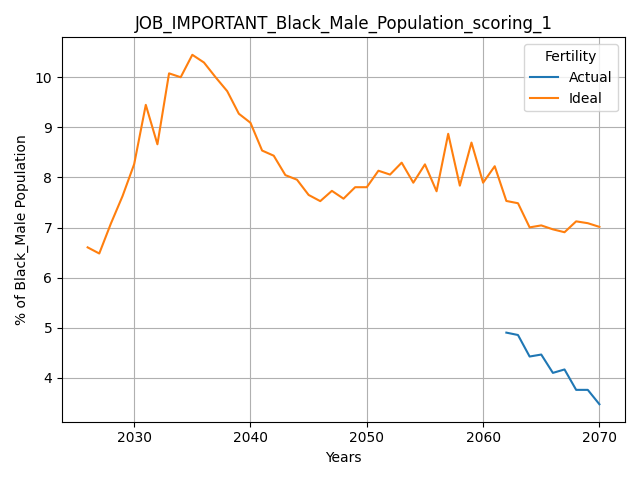 JOB_IMPORTANT_Black_Male_Population_scoring_1
Fertility
Actual
Ideal
% of Black_Male Population
10
9
8
7
6
5
4
2030
2040
2050
2060
2070
Years